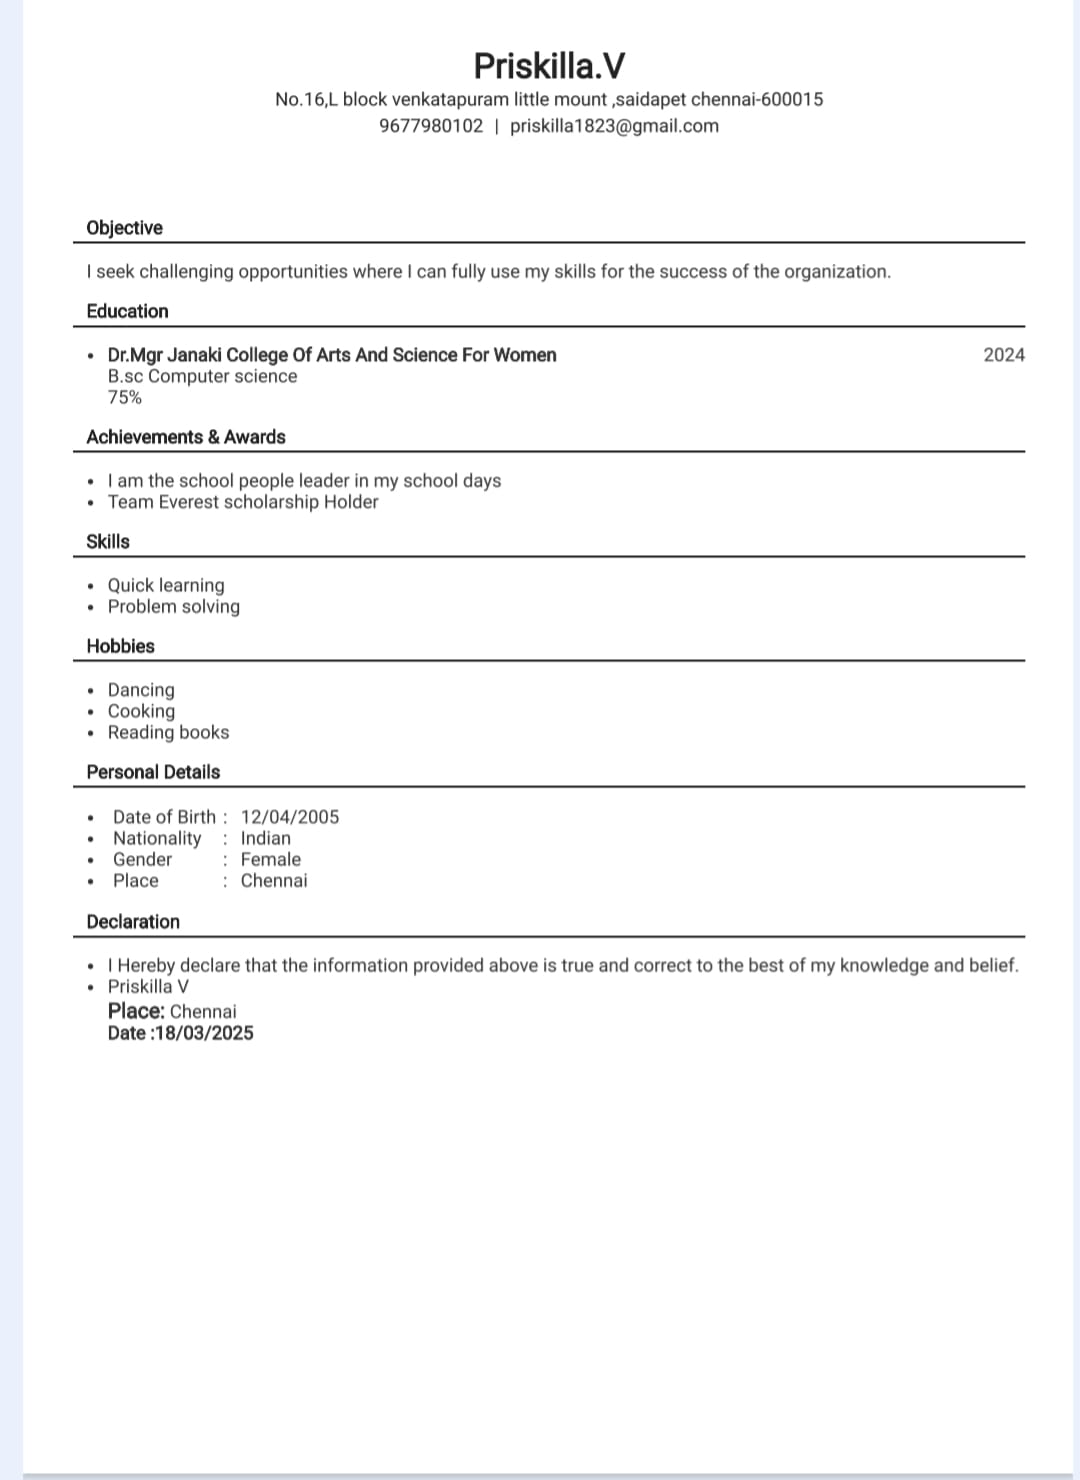 Priskilla.V
No.16,L block venkatapuram little mount ,saidapet chennai-600015
9677980102 | priskilla1823@gmail.com
Objective
I seek challenging opportunities where I can fully use my skills for the success of the organization.
Education
• Dr.Mgr Janaki College Of Arts And Science For Women 2024
B.sc Computer science
75%
Achievements & Awards
• I am the school people leader in my school days
• Team Everest scholarship Holder
Skills
• Quick learning
• Problem solving
Hobbies
• Dancing
• Cooking
• Reading books
Personal Details
• Date of Birth : 12/04/2005
• Nationality : Indian
• Gender : Female
• Place : Chennai
Declaration
• I Hereby declare that the information provided above is true and correct to the best of my knowledge and belief.
• Priskilla V
Place: Chennai
Date :18/03/2025